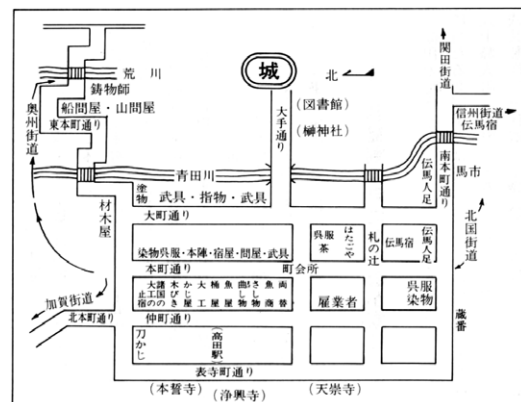 荒川
鋳物師
船問屋・山問屋
東本町通り
奥州街道
城
北
関田街道
信州街道
伝馬宿
大手通り
(図書館)
(榊神社)
青田川
伝馬人足
南本町通り
馬市
北国街道
材木屋
塗物
武具・指物・武具
大町通り
染物呉服・本陣・宿屋・問屋・武具
呉服
茶
はたごや
札の辻
伝馬宿
伝馬人足
本町通り
町会所
加賀街道
北本町通り
雇業者
呉服
染物
蔵番
仲町通り
刀かじ
(高田駅)
表寺町通り
(本誓寺)
(浄興寺)
(天崇寺)